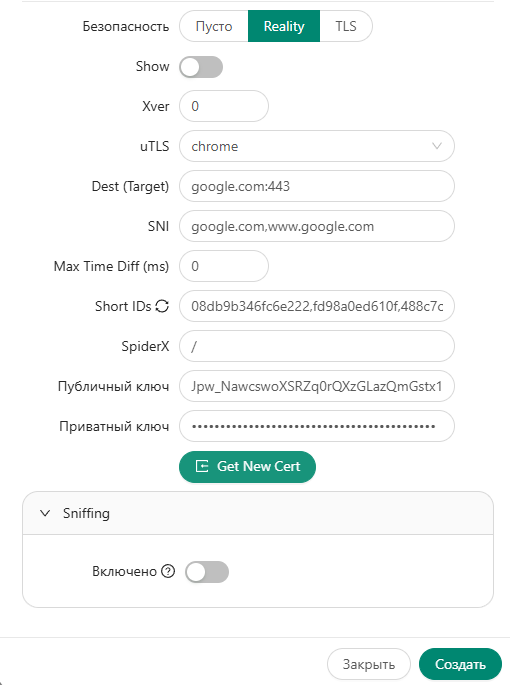 Безопасность Пусто Reality TLS
Show
Xver 0
uTLS chrome
Dest (Target) google.com:443
SNI google.com,www.google.com
Max Time Diff (ms) 0
Short IDs 08db9b346fc6e222,fd98a0ed610f,488c7c
SpiderX /
Публичный ключ Jpw_NawcswoXSRZq0rQXzGLazQmGstx1
Приватный ключ ••••••••••••••••••••••••••••••••••••••••••• 
Get New Cert
Sniffing
Включено
Закрыть Создать